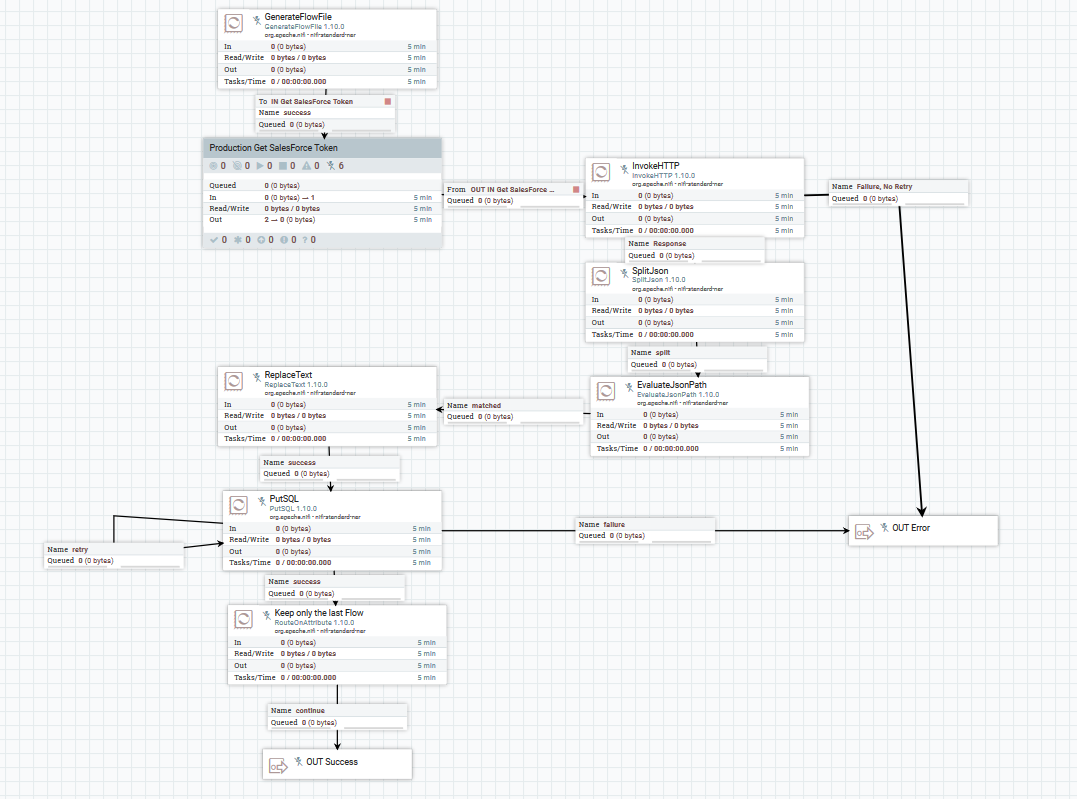 GenerateFlowFile
GenerateFlowFile 1.10.0
org.apache.nifi - nifi-standard-nar
In 0 (0 bytes) 5 min
Read/Write 0 bytes / 0 bytes 5 min
Out 0 (0 bytes) 5 min
Tasks/Time 0 / 00:00:00.000 5 min
To IN Get SalesForce Token
Name success
Queued 0 (0 bytes)
Production Get SalesForce Token
0 0 0 0 0 6
Queued 0 (0 bytes)
In 0 (0 bytes) → 1 5 min
Read/Write 0 bytes / 0 bytes 5 min
Out 2 → 0 (0 bytes) 5 min
0 0 0 0 ? 0
From OUT IN Get SalesForce ...
Queued 0 (0 bytes)
InvokeHTTP
InvokeHTTP 1.10.0
org.apache.nifi - nifi-standard-nar
In 0 (0 bytes) 5 min
Read/Write 0 bytes / 0 bytes 5 min
Out 0 (0 bytes) 5 min
Tasks/Time 0 / 00:00:00.000 5 min
Name Failure, No Retry
Queued 0 (0 bytes)
Name Response
Queued 0 (0 bytes)
SplitJson
SplitJson 1.10.0
org.apache.nifi - nifi-standard-nar
In 0 (0 bytes) 5 min
Read/Write 0 bytes / 0 bytes 5 min
Out 0 (0 bytes) 5 min
Tasks/Time 0 / 00:00:00.000 5 min
Name split
Queued 0 (0 bytes)
EvaluateJsonPath
EvaluateJsonPath 1.10.0
org.apache.nifi - nifi-standard-nar
In 0 (0 bytes) 5 min
Read/Write 0 bytes / 0 bytes 5 min
Out 0 (0 bytes) 5 min
Tasks/Time 0 / 00:00:00.000 5 min
Name matched
Queued 0 (0 bytes)
ReplaceText
ReplaceText 1.10.0
org.apache.nifi - nifi-standard-nar
In 0 (0 bytes) 5 min
Read/Write 0 bytes / 0 bytes 5 min
Out 0 (0 bytes) 5 min
Tasks/Time 0 / 00:00:00.000 5 min
Name success
Queued 0 (0 bytes)
PutSQL
PutSQL 1.10.0
org.apache.nifi - nifi-standard-nar
In 0 (0 bytes) 5 min
Read/Write 0 bytes / 0 bytes 5 min
Out 0 (0 bytes) 5 min
Tasks/Time 0 / 00:00:00.000 5 min
Name retry
Queued 0 (0 bytes)
Name failure
Queued 0 (0 bytes)
OUT Error
Name success
Queued 0 (0 bytes)
Keep only the last Flow
RouteOnAttribute 1.10.0
org.apache.nifi - nifi-standard-nar
In 0 (0 bytes) 5 min
Read/Write 0 bytes / 0 bytes 5 min
Out 0 (0 bytes) 5 min
Tasks/Time 0 / 00:00:00.000 5 min
Name continue
Queued 0 (0 bytes)
OUT Success